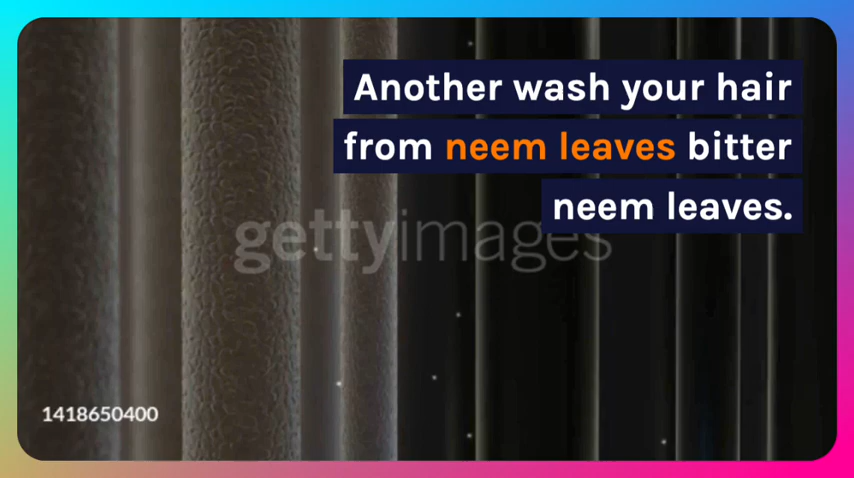 Another wash your hair
from neem leaves bitter
neem leaves.
gettyimages
1418650400